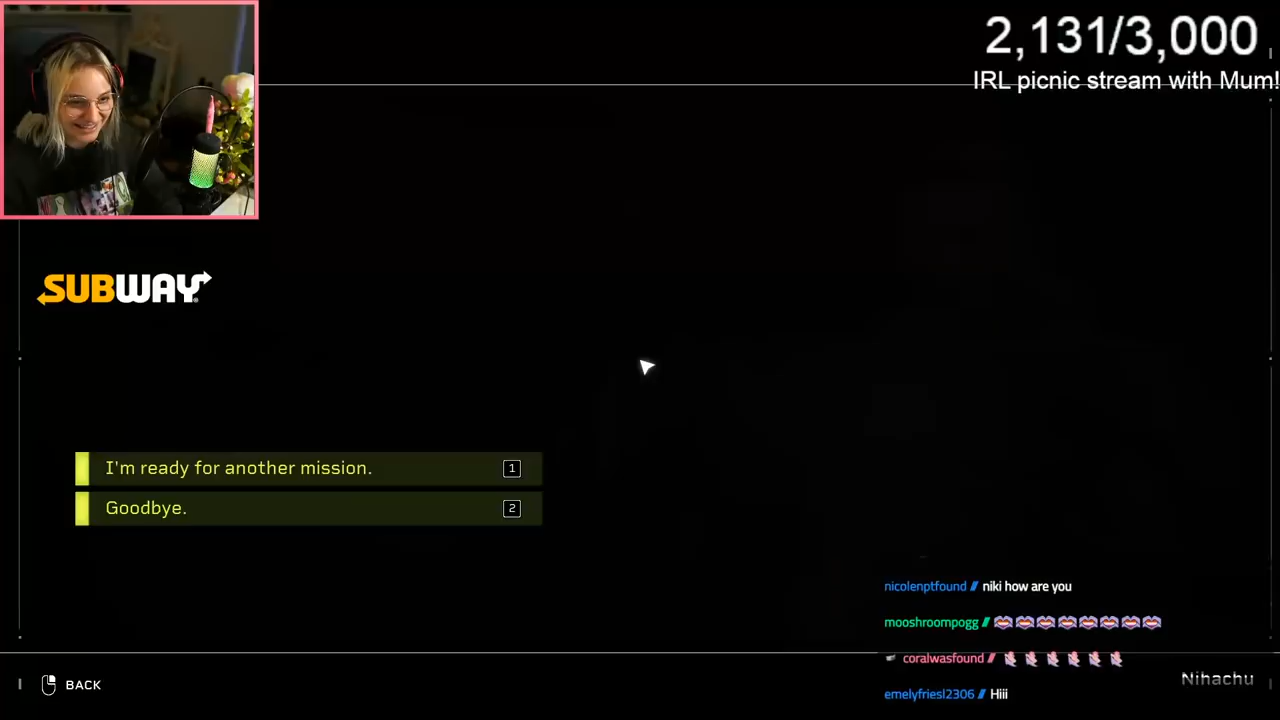 2,131/3,000
IRL picnic stream with Mum!
SUBWAY
I'm ready for another mission. 1
Goodbye. 2
nicolenptfound // niki how are you
mooshroompogg //
coralwasfound //
emelyfriesl2306 // Hiii
Nihachu
BACK